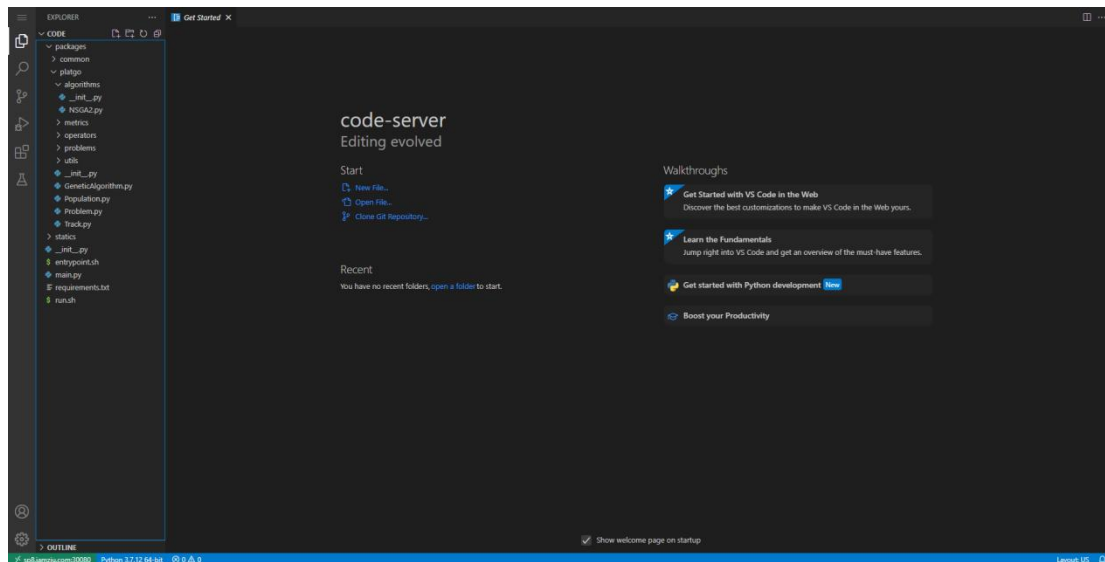 EXPLORER
Get Started
CODE
packages
common
platgo
algorithms
__init__.py
NSGA2.py
metrics
operators
problems
utils
__init__.py
GeneticAlgorithm.py
Population.py
Problem.py
Track.py
statics
__init__.py
entrypoint.sh
main.py
requirements.txt
run.sh
OUTLINE
code-server
Editing evolved
Start
New File...
Open File...
Clone Git Repository...
Recent
You have no recent folders, open a folder to start.
Walkthroughs
Get Started with VS Code in the Web
Discover the best customizations to make VS Code in the Web yours.
Learn the Fundamentals
Jump right into VS Code and get an overview of the must-have features.
Get started with Python development New
Boost your Productivity
Show welcome page on startup
Python 3.7.12 64-bit 0 0 Layout: US